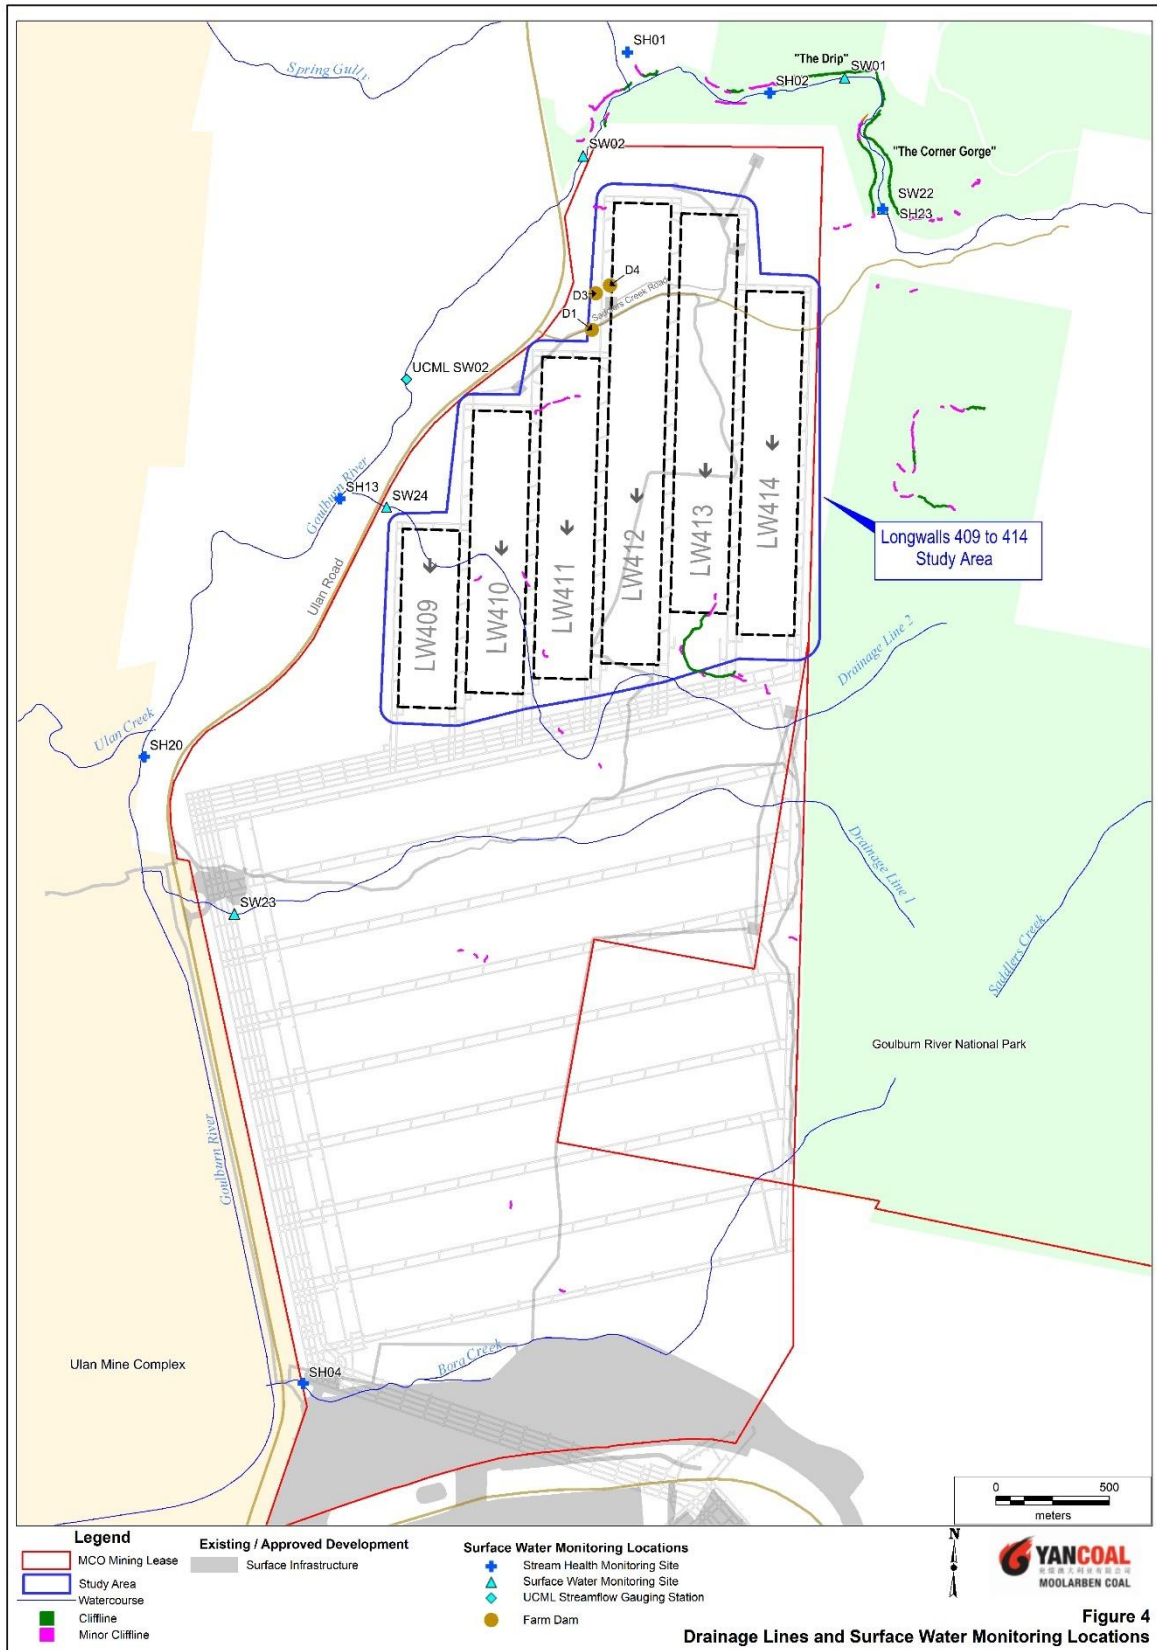 SH01
"The Drip"
SW01
Spring Gully
SH02
SW02
"The Corner Gorge"
SW22
SH23
D4
D3
Saddlers Creek Road
D1
UCML SW02
Goulburn River
SH13
SW24
Ulan Road
LW409
LW410
LW411
LW412
LW413
LW414
Longwalls 409 to 414
Study Area
Drainage Line 2
Ulan Creek
SH20
Drainage Line 1
SW23
Saddlers Creek
Goulburn River National Park
Goulburn River
Ulan Mine Complex
Bora Creek
SH04
0 500
meters
Legend
MCO Mining Lease
Study Area
Watercourse
Cliffline
Minor Cliffline
Existing / Approved Development
Surface Infrastructure
Surface Water Monitoring Locations
Stream Health Monitoring Site
Surface Water Monitoring Site
UCML Streamflow Gauging Station
Farm Dam
N
YANCOAL
MOOLARBEN COAL
Figure 4
Drainage Lines and Surface Water Monitoring Locations